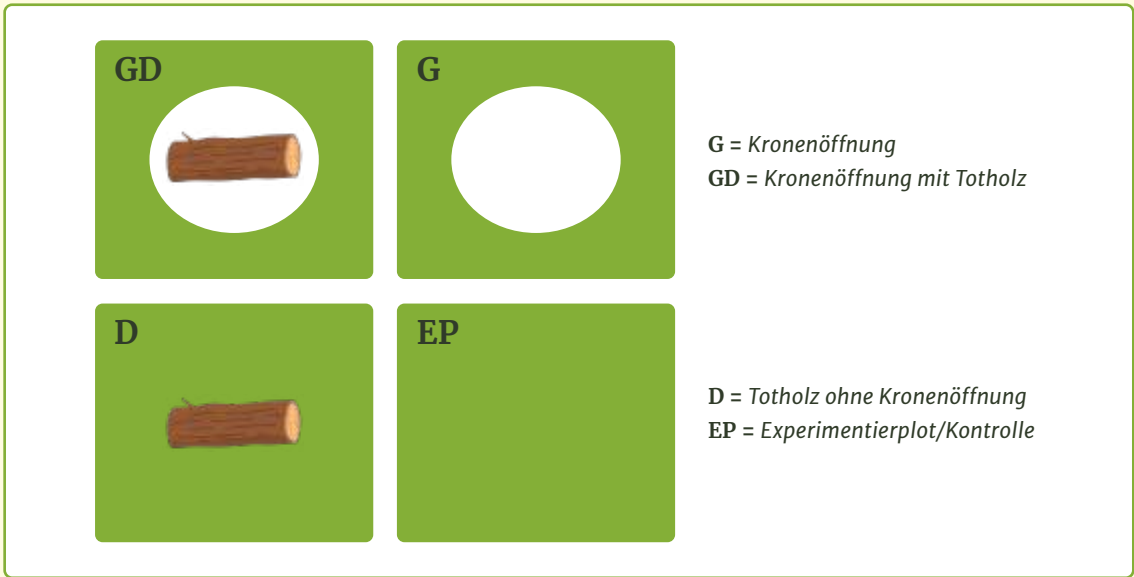 GD
G
G = Kronenöffnung
GD = Kronenöffnung mit Totholz
D
EP
D = Totholz ohne Kronenöffnung
EP = Experimentierplot/Kontrolle